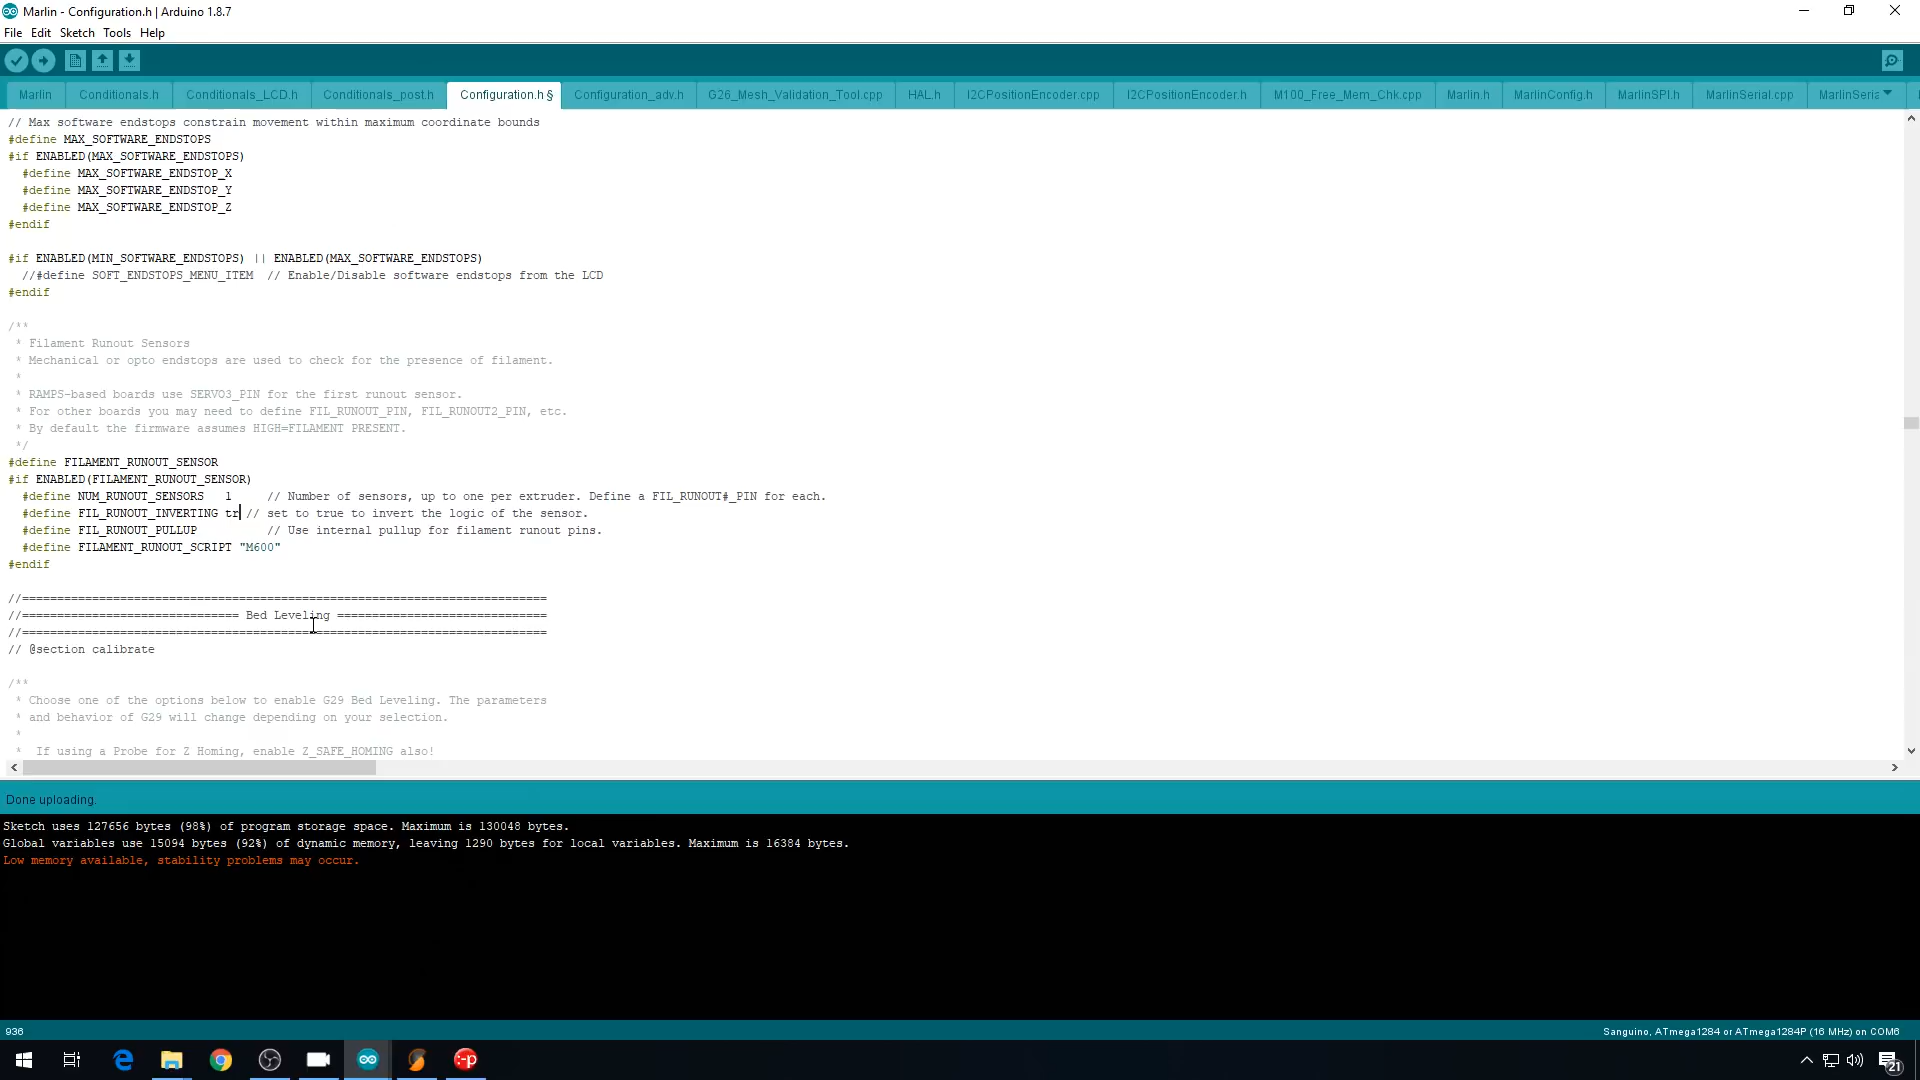 Marlin - Configuration.h | Arduino 1.8.7
File Edit Sketch Tools Help
Marlin Conditionals.h Conditionals_LCD.h Conditionals_post.h Configuration.h § Configuration_adv.h G26_Mesh_Validation_Tool.cpp HAL.h I2CPositionEncoder.cpp I2CPositionEncoder.h M100_Free_Mem_Chk.cpp Marlin.h MarlinConfig.h MarlinSPI.h MarlinSerial.cpp MarlinSeria
// Max software endstops constrain movement within maximum coordinate bounds
#define MAX_SOFTWARE_ENDSTOPS
#if ENABLED(MAX_SOFTWARE_ENDSTOPS)
  #define MAX_SOFTWARE_ENDSTOP_X
  #define MAX_SOFTWARE_ENDSTOP_Y
  #define MAX_SOFTWARE_ENDSTOP_Z
#endif
#if ENABLED(MIN_SOFTWARE_ENDSTOPS) || ENABLED(MAX_SOFTWARE_ENDSTOPS)
  //#define SOFT_ENDSTOPS_MENU_ITEM  // Enable/Disable software endstops from the LCD
#endif
/**
 * Filament Runout Sensors
 * Mechanical or opto endstops are used to check for the presence of filament.
 *
 * RAMPS-based boards use SERVO3_PIN for the first runout sensor.
 * For other boards you may need to define FIL_RUNOUT_PIN, FIL_RUNOUT2_PIN, etc.
 * By default the firmware assumes HIGH=FILAMENT PRESENT.
 */
#define FILAMENT_RUNOUT_SENSOR
#if ENABLED(FILAMENT_RUNOUT_SENSOR)
  #define NUM_RUNOUT_SENSORS   1     // Number of sensors, up to one per extruder. Define a FIL_RUNOUT#_PIN for each.
  #define FIL_RUNOUT_INVERTING tr // set to true to invert the logic of the sensor.
  #define FIL_RUNOUT_PULLUP          // Use internal pullup for filament runout pins.
  #define FILAMENT_RUNOUT_SCRIPT "M600"
#endif
//===========================================================================
//=============================== Bed Leveling ==============================
//===========================================================================
// @section calibrate
/**
 * Choose one of the options below to enable G29 Bed Leveling. The parameters
 * and behavior of G29 will change depending on your selection.
 *
 *  If using a Probe for Z Homing, enable Z_SAFE_HOMING also!
Done uploading.
Sketch uses 127656 bytes (98%) of program storage space. Maximum is 130048 bytes.
Global variables use 15094 bytes (92%) of dynamic memory, leaving 1290 bytes for local variables. Maximum is 16384 bytes.
Low memory available, stability problems may occur.
936
Sanguino, ATmega1284 or ATmega1284P (16 MHz) on COM6
:-p
21